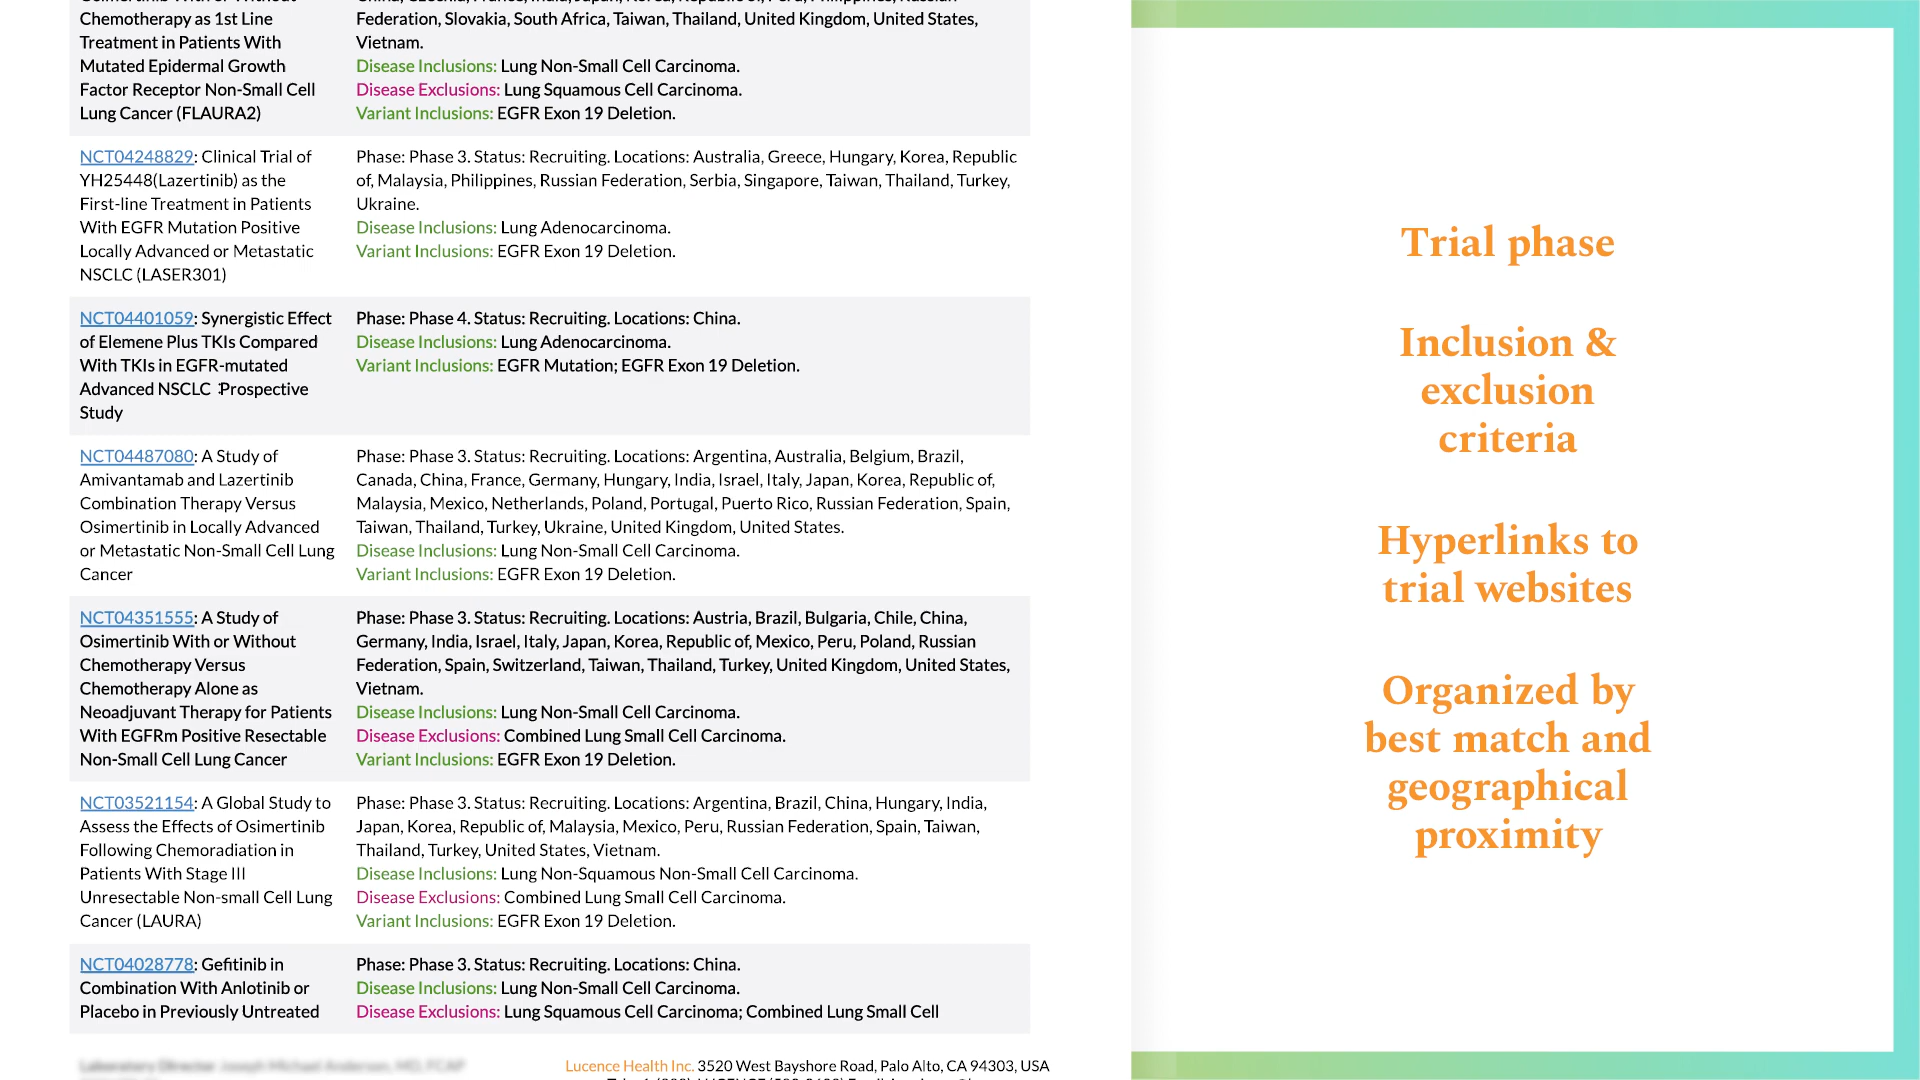 Chemotherapy as 1st Line
Treatment in Patients With
Mutated Epidermal Growth
Factor Receptor Non-Small Cell
Lung Cancer (FLAURA2)
Federation, Slovakia, South Africa, Taiwan, Thailand, United Kingdom, United States,
Vietnam.
Disease Inclusions: Lung Non-Small Cell Carcinoma.
Disease Exclusions: Lung Squamous Cell Carcinoma.
Variant Inclusions: EGFR Exon 19 Deletion.
NCT04248829: Clinical Trial of
YH25448(Lazertinib) as the
First-line Treatment in Patients
With EGFR Mutation Positive
Locally Advanced or Metastatic
NSCLC (LASER301)
Phase: Phase 3. Status: Recruiting. Locations: Australia, Greece, Hungary, Korea, Republic
of, Malaysia, Philippines, Russian Federation, Serbia, Singapore, Taiwan, Thailand, Turkey,
Ukraine.
Disease Inclusions: Lung Adenocarcinoma.
Variant Inclusions: EGFR Exon 19 Deletion.
NCT04401059: Synergistic Effect
of Elemene Plus TKIs Compared
With TKIs in EGFR-mutated
Advanced NSCLC :Prospective
Study
Phase: Phase 4. Status: Recruiting. Locations: China.
Disease Inclusions: Lung Adenocarcinoma.
Variant Inclusions: EGFR Mutation; EGFR Exon 19 Deletion.
NCT04487080: A Study of
Amivantamab and Lazertinib
Combination Therapy Versus
Osimertinib in Locally Advanced
or Metastatic Non-Small Cell Lung
Cancer
Phase: Phase 3. Status: Recruiting. Locations: Argentina, Australia, Belgium, Brazil,
Canada, China, France, Germany, Hungary, India, Israel, Italy, Japan, Korea, Republic of,
Malaysia, Mexico, Netherlands, Poland, Portugal, Puerto Rico, Russian Federation, Spain,
Taiwan, Thailand, Turkey, Ukraine, United Kingdom, United States.
Disease Inclusions: Lung Non-Small Cell Carcinoma.
Variant Inclusions: EGFR Exon 19 Deletion.
NCT04351555: A Study of
Osimertinib With or Without
Chemotherapy Versus
Chemotherapy Alone as
Neoadjuvant Therapy for Patients
With EGFRm Positive Resectable
Non-Small Cell Lung Cancer
Phase: Phase 3. Status: Recruiting. Locations: Austria, Brazil, Bulgaria, Chile, China,
Germany, India, Israel, Italy, Japan, Korea, Republic of, Mexico, Peru, Poland, Russian
Federation, Spain, Switzerland, Taiwan, Thailand, Turkey, United Kingdom, United States,
Vietnam.
Disease Inclusions: Lung Non-Small Cell Carcinoma.
Disease Exclusions: Combined Lung Small Cell Carcinoma.
Variant Inclusions: EGFR Exon 19 Deletion.
NCT03521154: A Global Study to
Assess the Effects of Osimertinib
Following Chemoradiation in
Patients With Stage III
Unresectable Non-small Cell Lung
Cancer (LAURA)
Phase: Phase 3. Status: Recruiting. Locations: Argentina, Brazil, China, Hungary, India,
Japan, Korea, Republic of, Malaysia, Mexico, Peru, Russian Federation, Spain, Taiwan,
Thailand, Turkey, United States, Vietnam.
Disease Inclusions: Lung Non-Squamous Non-Small Cell Carcinoma.
Disease Exclusions: Combined Lung Small Cell Carcinoma.
Variant Inclusions: EGFR Exon 19 Deletion.
NCT04028778: Gefitinib in
Combination With Anlotinib or
Placebo in Previously Untreated
Phase: Phase 3. Status: Recruiting. Locations: China.
Disease Inclusions: Lung Non-Small Cell Carcinoma.
Disease Exclusions: Lung Squamous Cell Carcinoma; Combined Lung Small Cell
Lucence Health Inc. 3520 West Bayshore Road, Palo Alto, CA 94303, USA
Trial phase
Inclusion &
exclusion
criteria
Hyperlinks to
trial websites
Organized by
best match and
geographical
proximity